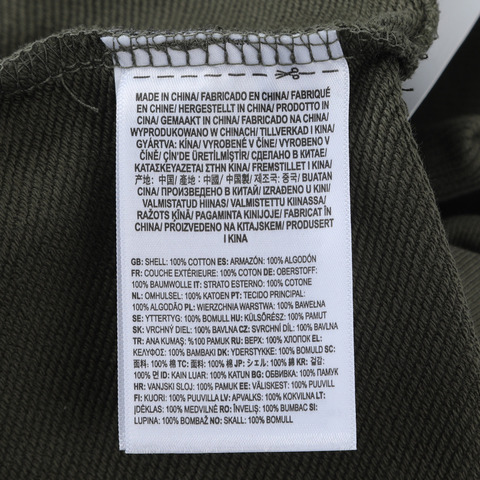 MADE IN CHINA/ FABRICADO EN CHINA/ FABRIQUÉ
EN CHINE/ HERGESTELLT IN CHINA/ PRODOTTO IN
CINA/ GEMAAKT IN CHINA/ FABRICADO NA CHINA/
WYPRODUKOWANO W CHINACH/ TILLVERKAD I KINA/
GYÁRTVA: KÍNA/ VYROBENÉ V ČÍNE/ VYROBENO V
ČÍNĚ/ ÇİN'DE ÜRETİLMİŞTİR/ СДЕЛАНО В КИТАЕ/
ΚΑΤΑΣΚΕΥΑΖΕΤΑΙ ΣΤΗΝ ΚΙΝΑ/ FREMSTILLET I KINA/
产地: 中国/ 產地: 中國/ 中国製/ 제조국: 중국/ BUATAN
CINA/ ПРОИЗВЕДЕНО В КИТАЙ/ IZRAĐENO U KINI/
VALMISTATUD HIINAS/ VALMISTETTU KIINASSA/
RAŽOTS ĶĪNĀ/ PAGAMINTA KINIJOJE/ FABRICAT ÎN
CHINA/ PROIZVEDENO NA KITAJSKEM/ PRODUSERT
I KINA
GB: SHELL: 100% COTTON ES: ARMAZÓN: 100% ALGODÓN
FR: COUCHE EXTÉRIEURE: 100% COTON DE: OBERSTOFF:
100% BAUMWOLLE IT: STRATO ESTERNO: 100% COTONE
NL: OMHULSEL: 100% KATOEN PT: TECIDO PRINCIPAL:
100% ALGODÃO PL: WIERZCHNIA WARSTWA: 100% BAWEŁNA
SE: YTTERTYG: 100% BOMULL HU: KÜLSŐRÉSZ: 100% PAMUT
SK: VRCHNÝ DIEL: 100% BAVLNA CZ: SVRCHNÍ DÍL: 100% BAVLNA
TR: ANA KUMAŞ: %100 PAMUK RU: ВЕРХ: 100% ХЛОПОК EL:
ΚΕΛΥΦΟΣ: 100% ΒΑΜΒΑΚΙ DK: YDERSTYKKE: 100% BOMULD SC:
面料: 100% 棉 TC: 面料: 100% 棉 JP: シェル: 100% 綿 KR: 겉감:
100% 면 ID: KAIN LUAR: 100% KATUN BG: ОБВИВКА: 100% ПАМУК
HR: VANJSKI SLOJ: 100% PAMUK EE: VÄLISKEST: 100% PUUVILL
FI: KUORI: 100% PUUVILLA LV: APVALKS: 100% KOKVILNA LT:
ĮDĖKLAS: 100% MEDVILNĖ RO: ÎNVELIȘ: 100% BUMBAC SI:
LUPINA: 100% BOMBAŽ NO: SKALL: 100% BOMULL